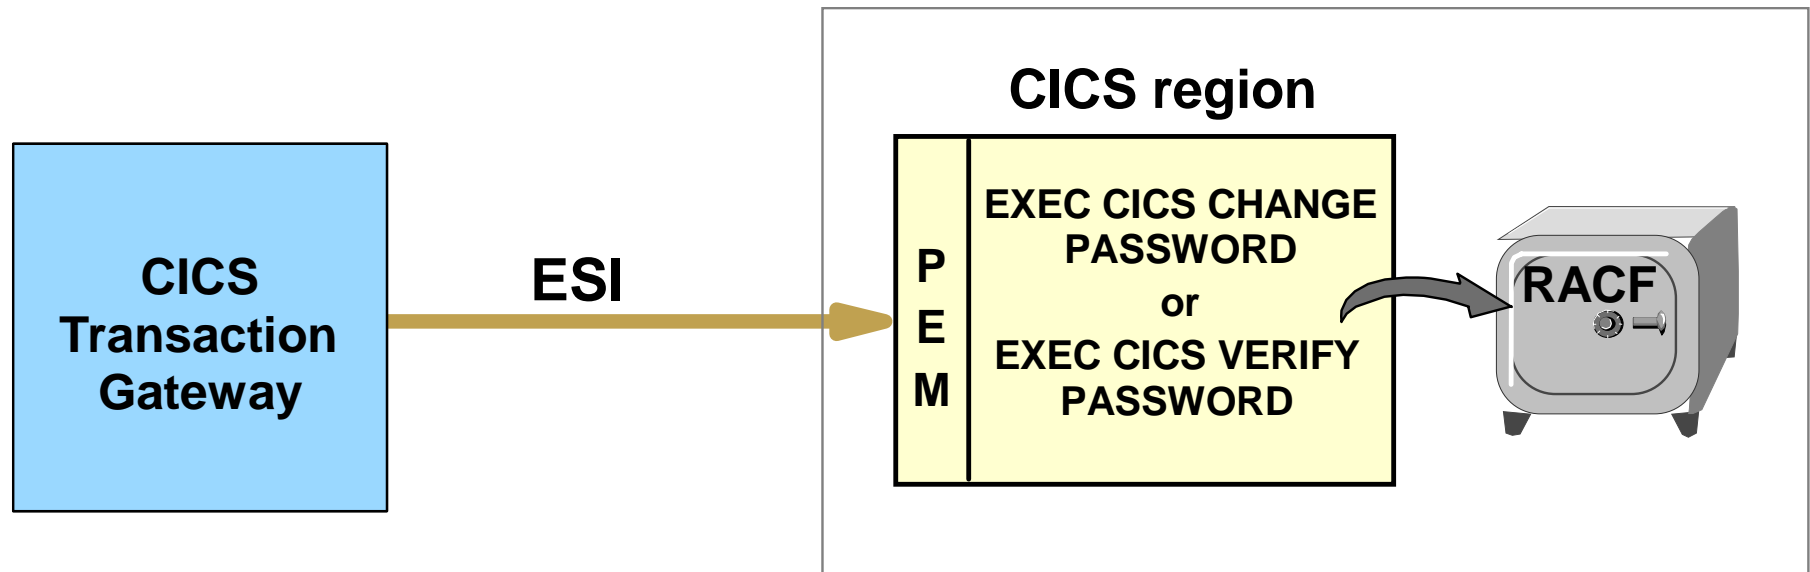 CICS
Transaction
Gateway
ESI
CICS region
P
E
M
EXEC CICS CHANGE
PASSWORD
or
EXEC CICS VERIFY
PASSWORD
RACF